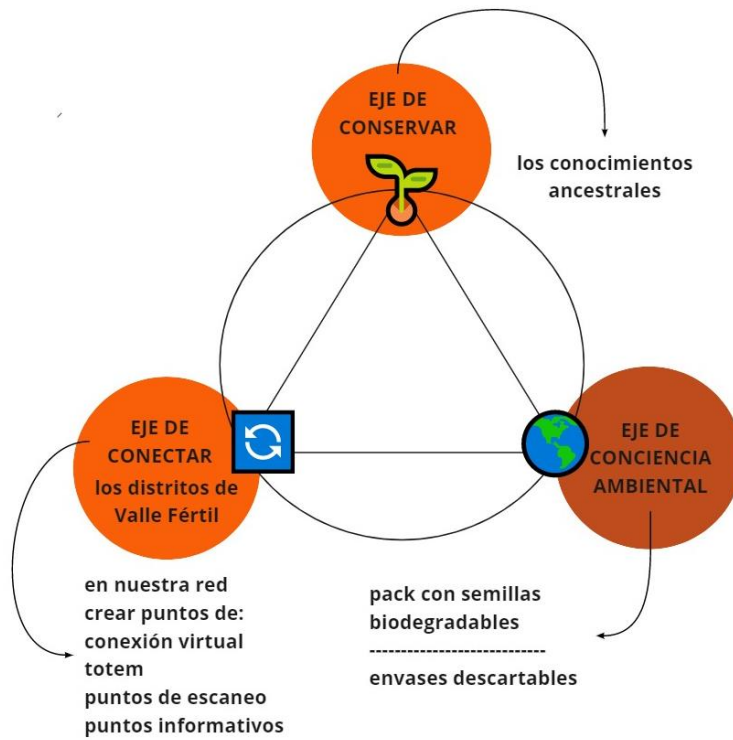 EJE DE
CONSERVAR
los conocimientos
ancestrales
EJE DE
CONECTAR
los distritos de
Valle Fértil
en nuestra red
crear puntos de:
conexión virtual
totem
puntos de escaneo
puntos informativos
EJE DE
CONCIENCIA
AMBIENTAL
pack con semillas
biodegradables
----------------------------
envases descartables